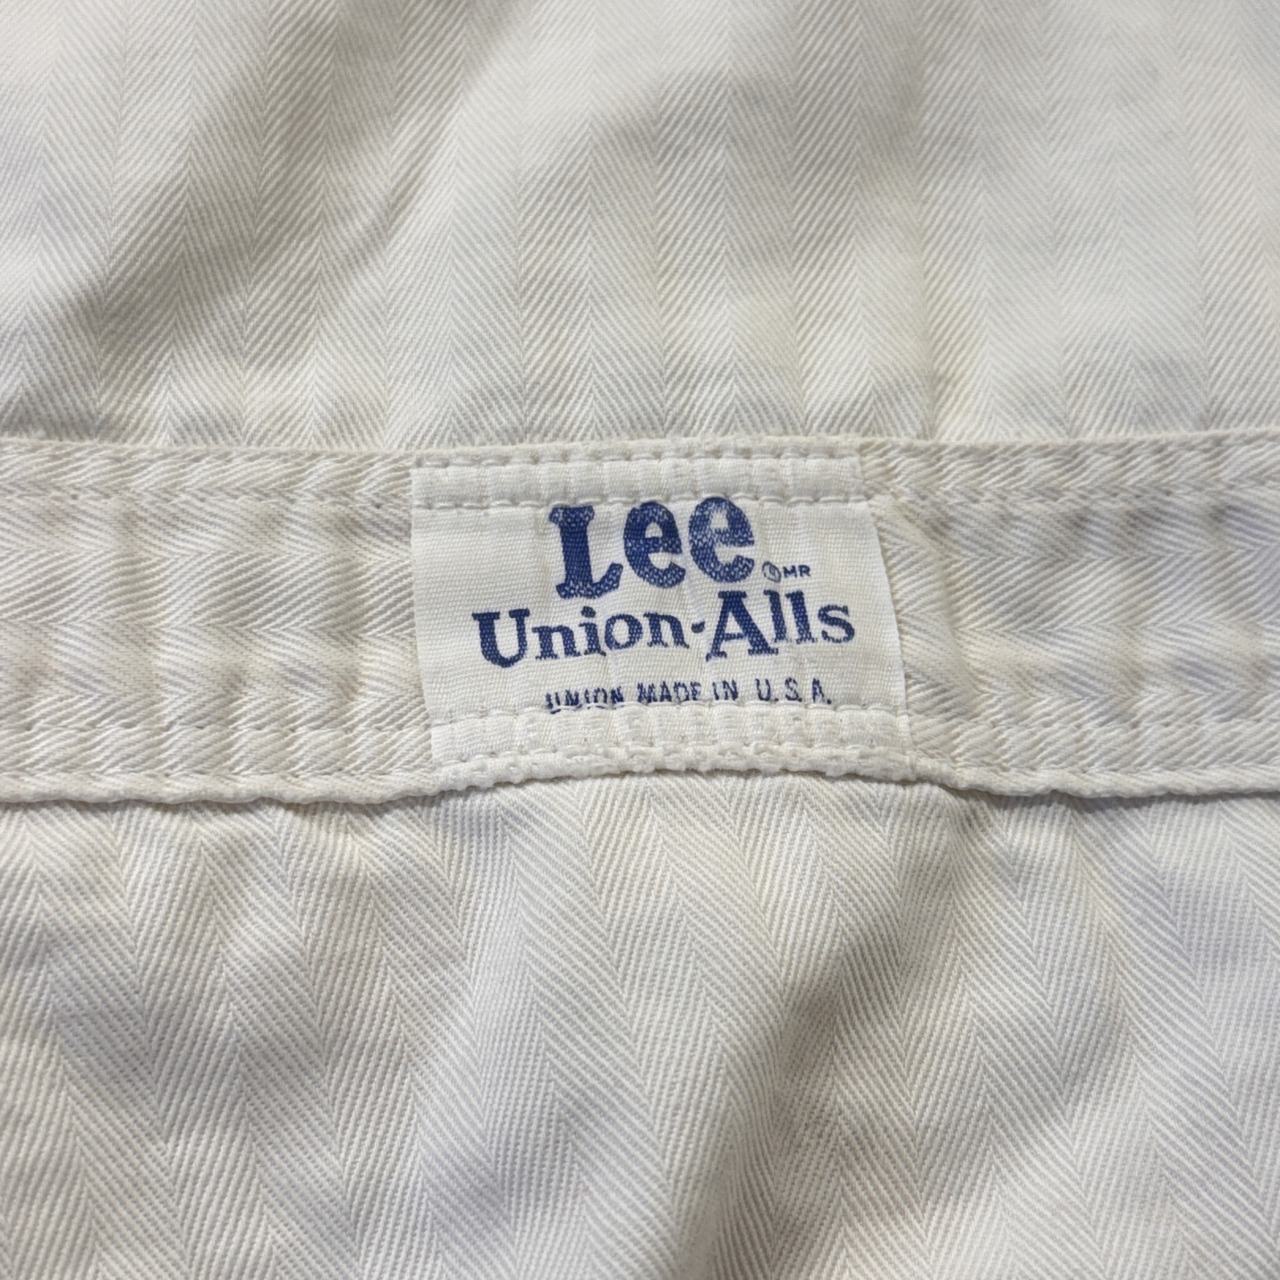 Lee ® MR
Union-Alls
UNION MADE IN U.S.A.